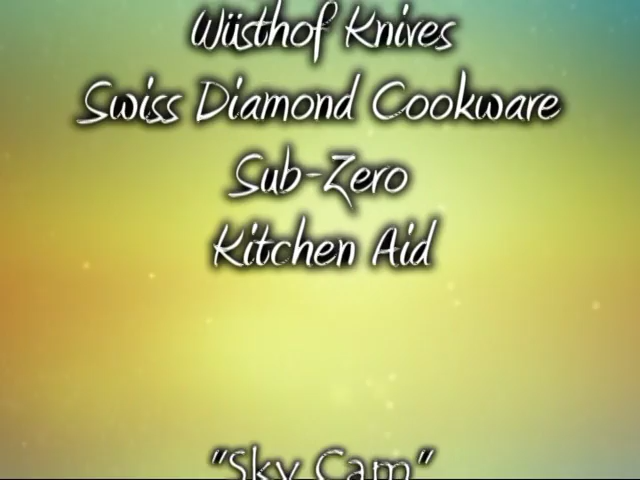 Wüsthof Knives
Swiss Diamond Cookware
Sub-Zero
Kitchen Aid
"Sky Cam"